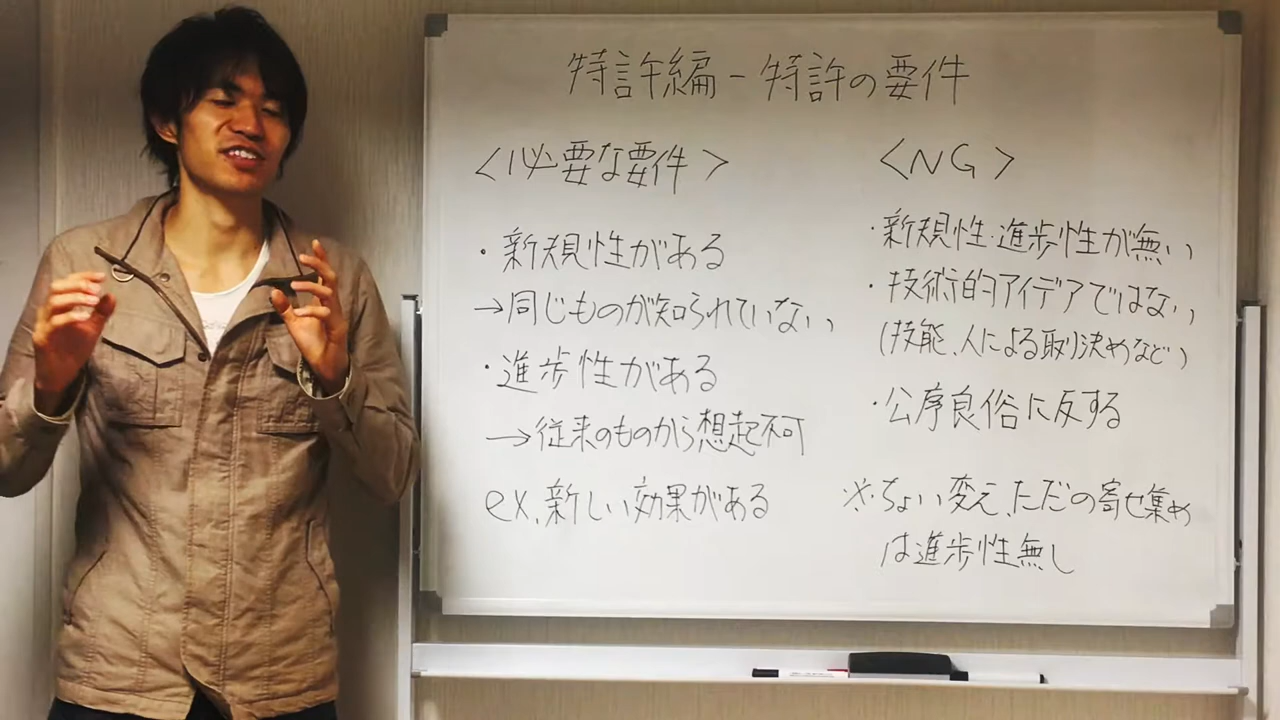 特許編-特許の要件
<必要な要件>
・新規性がある
→同じものが知られていない
・進歩性がある
→従来のものから想起不可
ex.新しい効果がある
<NG>
・新規性・進歩性が無い
・技術的アイデアではない
(技能、人による取り決めなど)
・公序良俗に反する
※ちょい変え、ただの寄せ集め
は進歩性無し